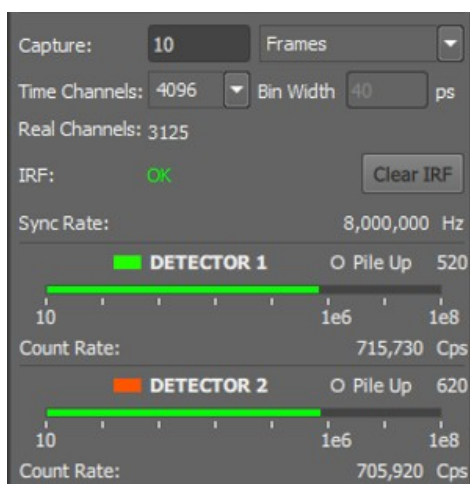 Capture: 10 Frames
Time Channels: 4096 Bin Width 40 ps
Real Channels: 3125
IRF: OK Clear IRF
Sync Rate: 8,000,000 Hz
DETECTOR 1 Pile Up 520
10 1e6 1e8
Count Rate: 715,730 Cps
DETECTOR 2 Pile Up 620
10 1e6 1e8
Count Rate: 705,920 Cps